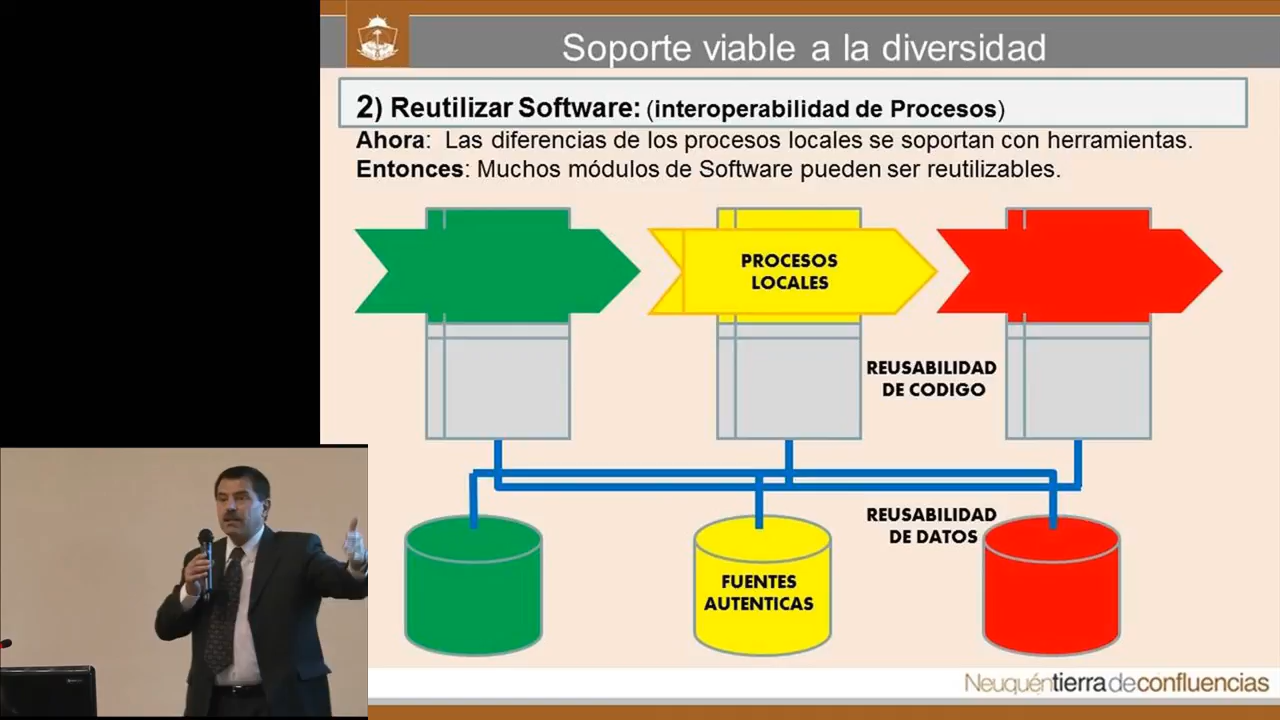 Soporte viable a la diversidad
2) Reutilizar Software: (interoperabilidad de Procesos)
Ahora: Las diferencias de los procesos locales se soportan con herramientas.
Entonces: Muchos módulos de Software pueden ser reutilizables.
PROCESOS
LOCALES
REUSABILIDAD
DE CODIGO
REUSABILIDAD
DE DATOS
FUENTES
AUTENTICAS
Neuquéntierradeconfluencias